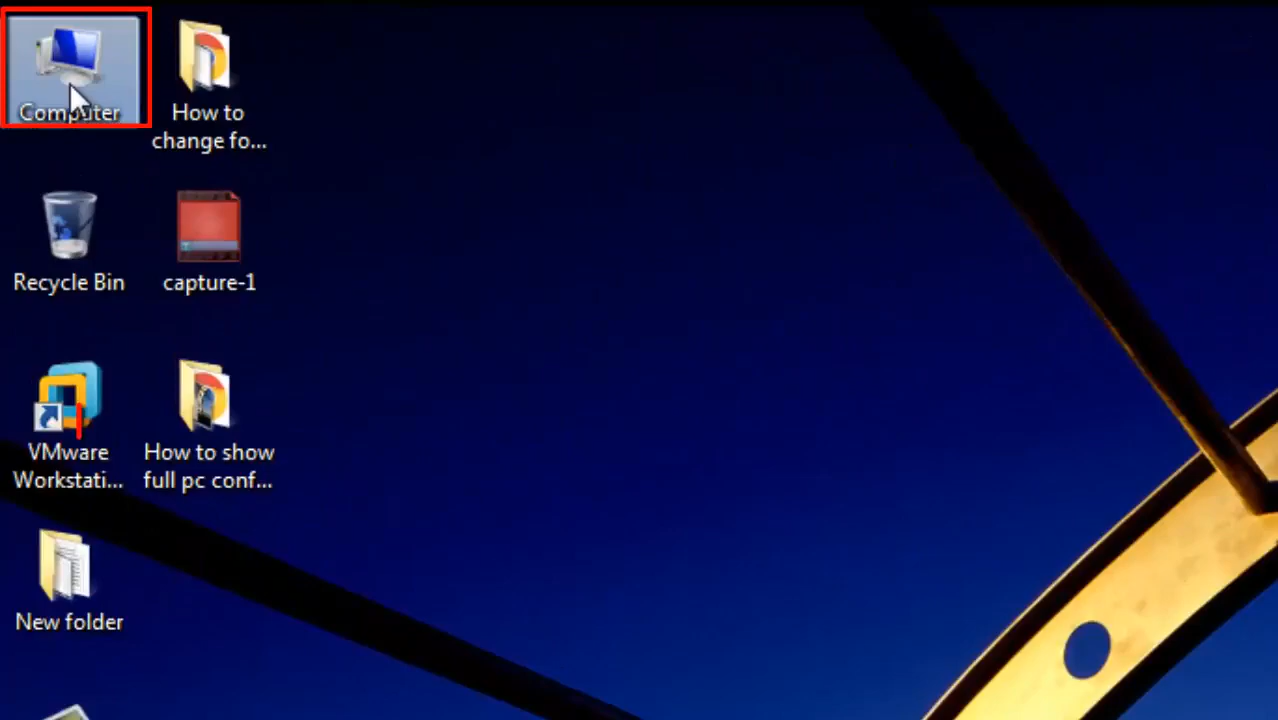 Computer
How to
change fo...
Recycle Bin
capture-1
VMware
Workstati...
How to show
full pc conf...
New folder